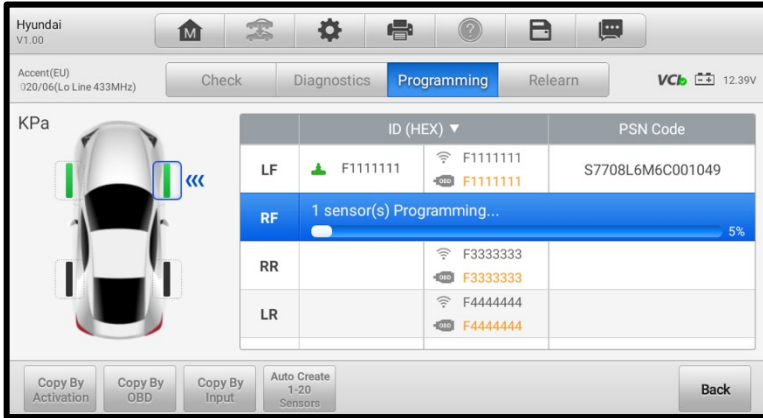 Hyundai
V1.00
M
?
Accent(EU)
020/06(Lo Line 433MHz)
Check
Diagnostics
Programming
Relearn
VCI
12.39V
KPa
ID (HEX) ▼
PSN Code
LF
F1111111
F1111111
OBD F1111111
S7708L6M6C001049
RF
1 sensor(s) Programming...
5%
RR
F3333333
OBD F3333333
LR
F4444444
OBD F4444444
Copy By
Activation
Copy By
OBD
Copy By
Input
Auto Create
1-20
Sensors
Back